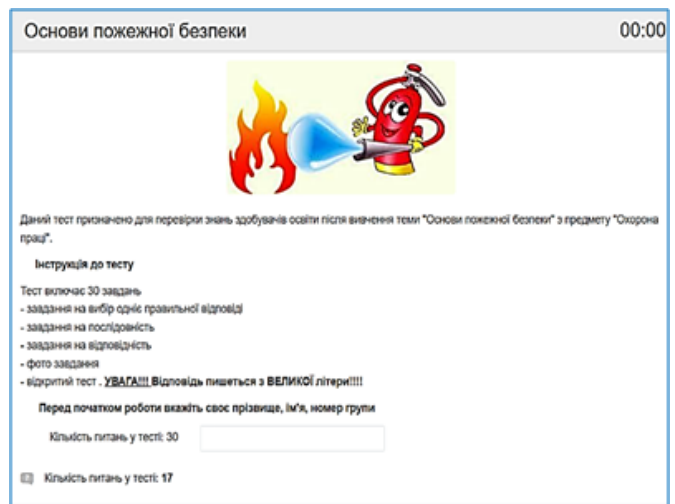 Основи пожежної безпеки 00:00
Даний тест призначено для перевірки знань здобувачів освіти після вивчення теми "Основи пожежної безпеки" з предмету "Охорона
праці".
Інструкція до тесту
Тест включає 30 завдань
- завдання на вибір одніє правильної відповіді
- завдання на послідовність
- завдання на відповідність
- фото завдання
- відкритий тест . УВАГА!!! Відповідь пишеться з ВЕЛИКОЇ літери!!!!
Перед початком роботи вкажіть своє прізвище, ім'я, номер групи
Кількість питань у тесті: 30
Кількість питань у тесті: 17